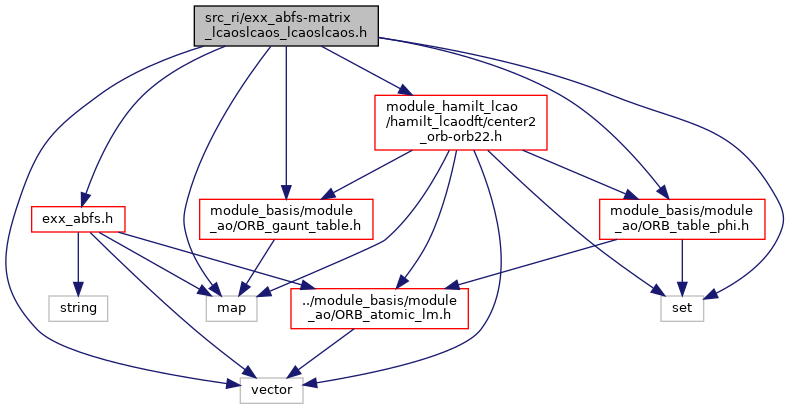 src_ri/exx_abfs-matrix
_lcaoslcaos_lcaoslcaos.h
module_hamilt_lcao
/hamilt_lcaodft/center2
_orb-orb22.h
exx_abfs.h
module_basis/module
_ao/ORB_gaunt_table.h
module_basis/module
_ao/ORB_table_phi.h
string
map
../module_basis/module
_ao/ORB_atomic_lm.h
set
vector